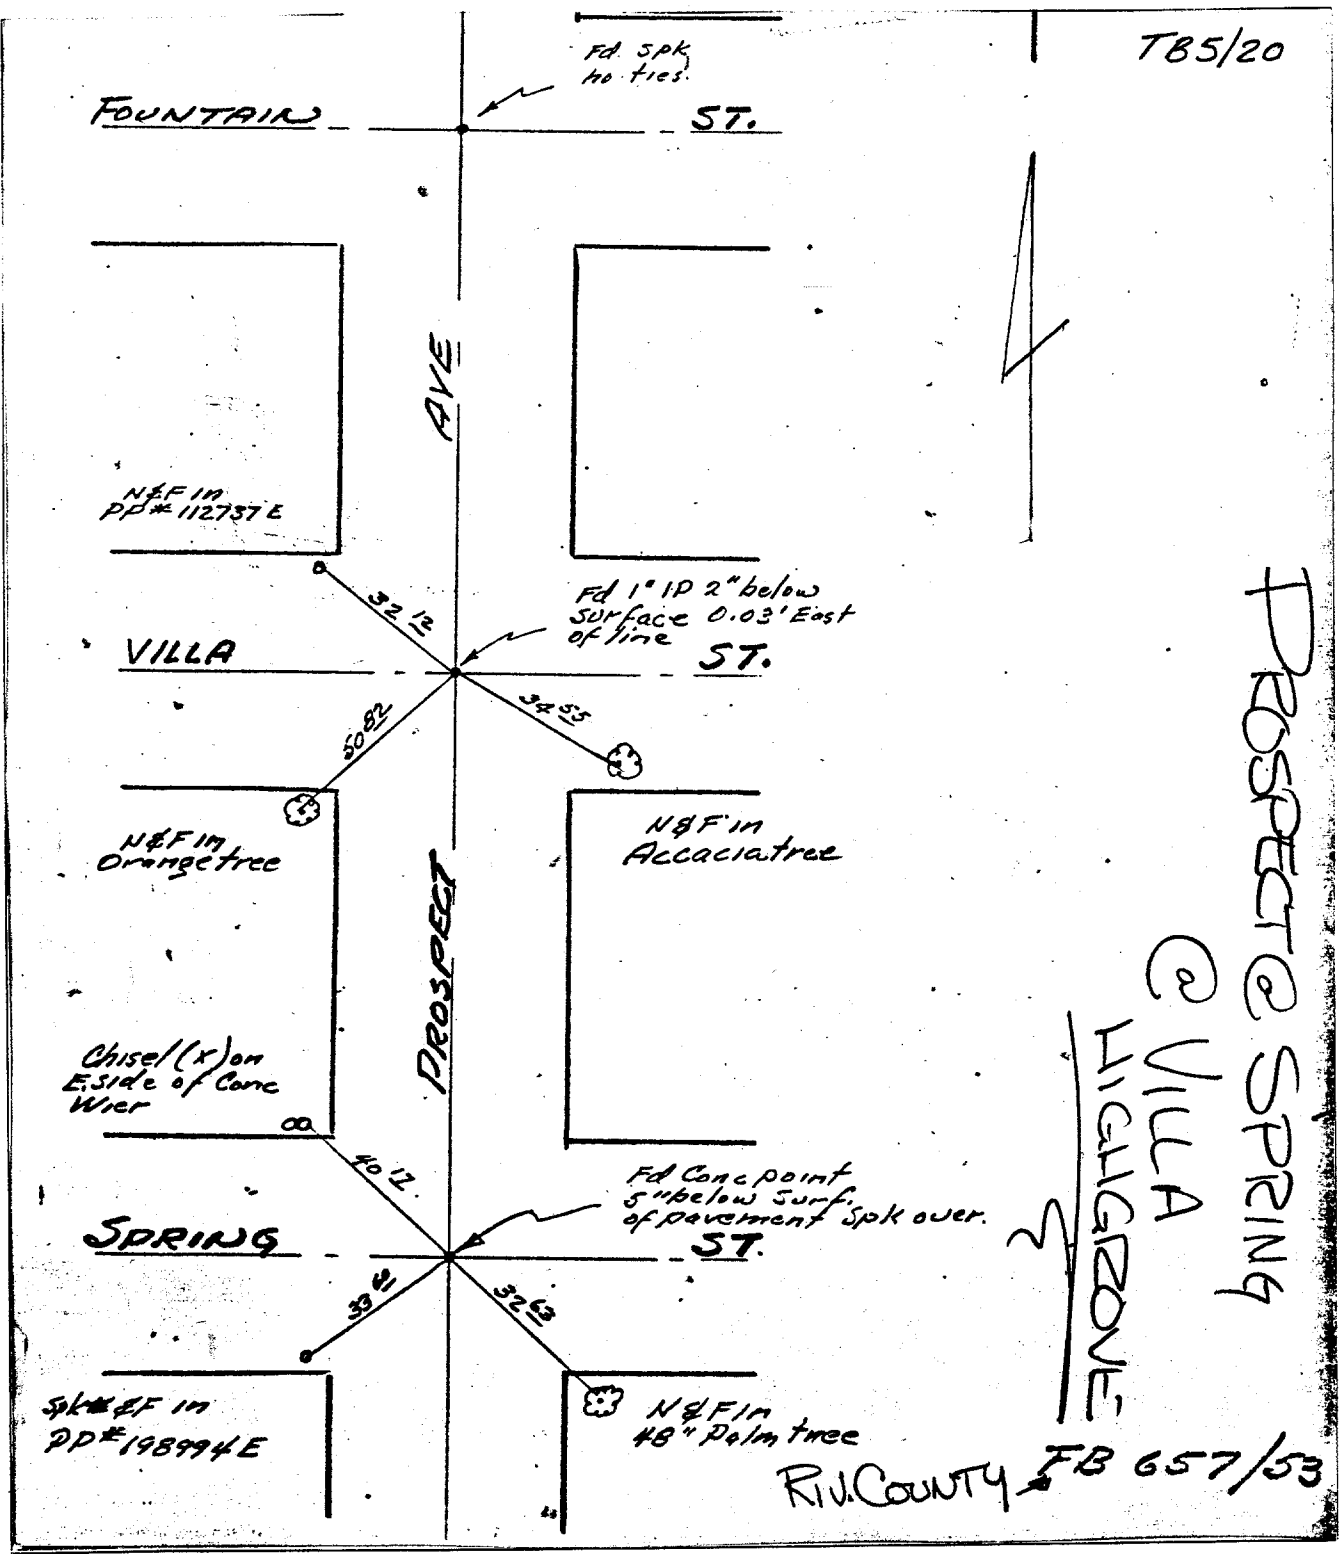 TB5/20
Fd. Spk
no ties.
FOUNTAIN ST.
AVE
N&F in
PP# 112737E
32 12
Fd 1" IP 2" below
surface 0.03' East
of line
VILLA ST.
50 82
34 55
N&F in
Orangetree
N&F in
Accaciatree
PROSPECT
Chisel (x) on
E. side of Conc
Wier
40 17
Fd Conc point
5" below surf.
of pavement Spk over.
SPRING ST.
33 61
32 63
&F in
PP# 198994E
N&F in
48" Palm tree
PROSPECT @ SPRING
@ VILLA
HIGHGROVE
RIV. COUNTY FB 657/53